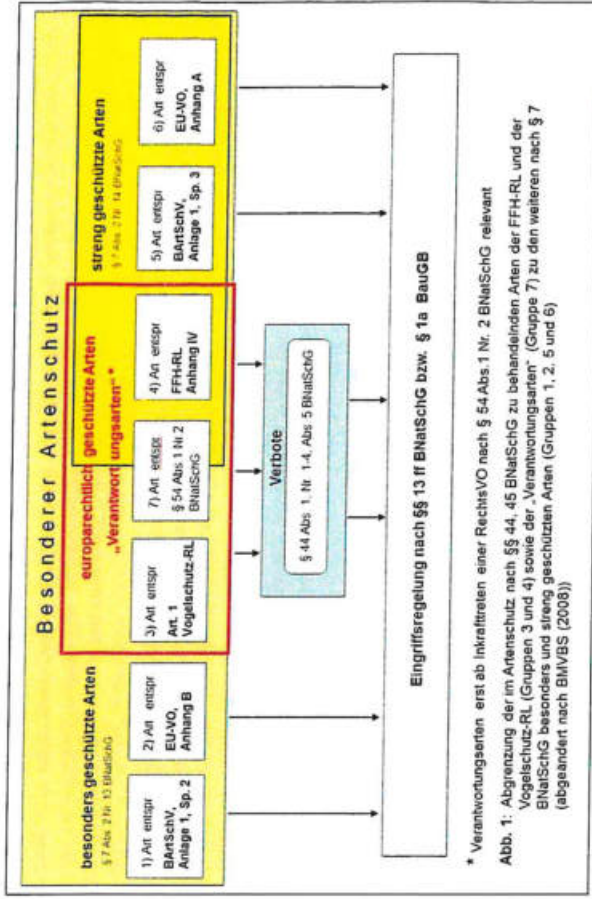 Besonderer Artenschutz
besonders geschützte Arten
§ 7 Abs. 2 Nr. 13 BNatSchG
europarechtlich geschützte Arten
„Verantwortungsarten“ *
streng geschützte Arten
§ 7 Abs. 2 Nr. 14 BNatSchG
1) Art entspr
BArtSchV,
Anlage 1, Sp. 2
2) Art entspr
EU-VO,
Anhang B
3) Art entspr
Art. 1
Vogelschutz-RL
7) Art entspr
§ 54 Abs 1 Nr.2
BNatSchG
4) Art entspr
FFH-RL
Anhang IV
5) Art entspr
BArtSchV,
Anlage 1, Sp. 3
6) Art entspr
EU-VO,
Anhang A
Verbote
§ 44 Abs 1, Nr 1-4, Abs 5 BNatSchG
Eingriffsregelung nach §§ 13 ff BNatSchG bzw. § 1a BauGB
* Verantwortungsarten erst ab Inkrafttreten einer RechtsVO nach § 54 Abs.1 Nr. 2 BNatSchG relevant
Abb. 1: Abgrenzung der im Artenschutz nach §§ 44, 45 BNatSchG zu behandelnden Arten der FFH-RL und der
Vogelschutz-RL (Gruppen 3 und 4) sowie der „Verantwortungsarten“ (Gruppe 7) zu den weiteren nach § 7
BNatSchG besonders und streng geschützten Arten (Gruppen 1, 2, 5 und 6)
(abgeändert nach BMVBS (2008))